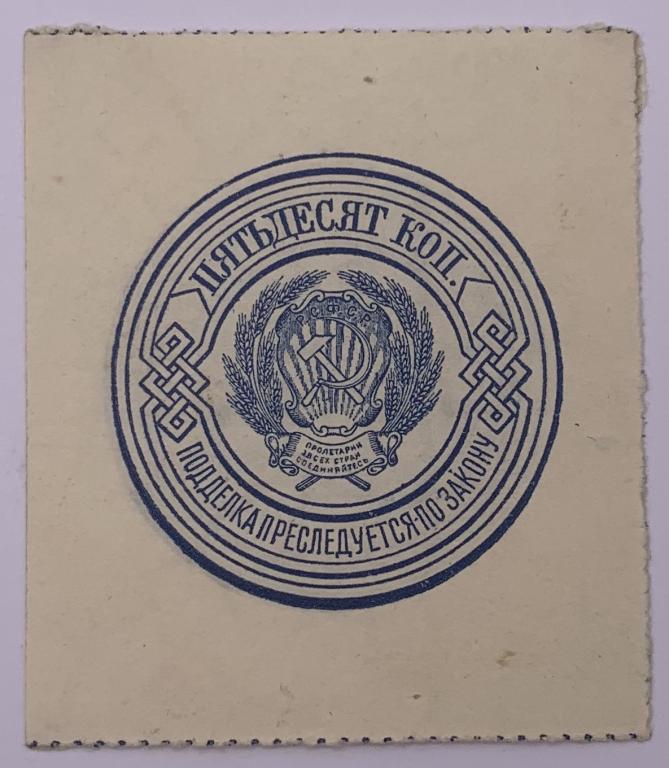 ПЯТЬДЕСЯТ КОП.
Р.С.Ф.С.Р.
ПРОЛЕТАРИИ
ВСЕХ СТРАН
СОЕДИНЯЙТЕСЬ
ПОДДЕЛКА ПРЕСЛЕДУЕТСЯ·ПО ЗАКОНУ